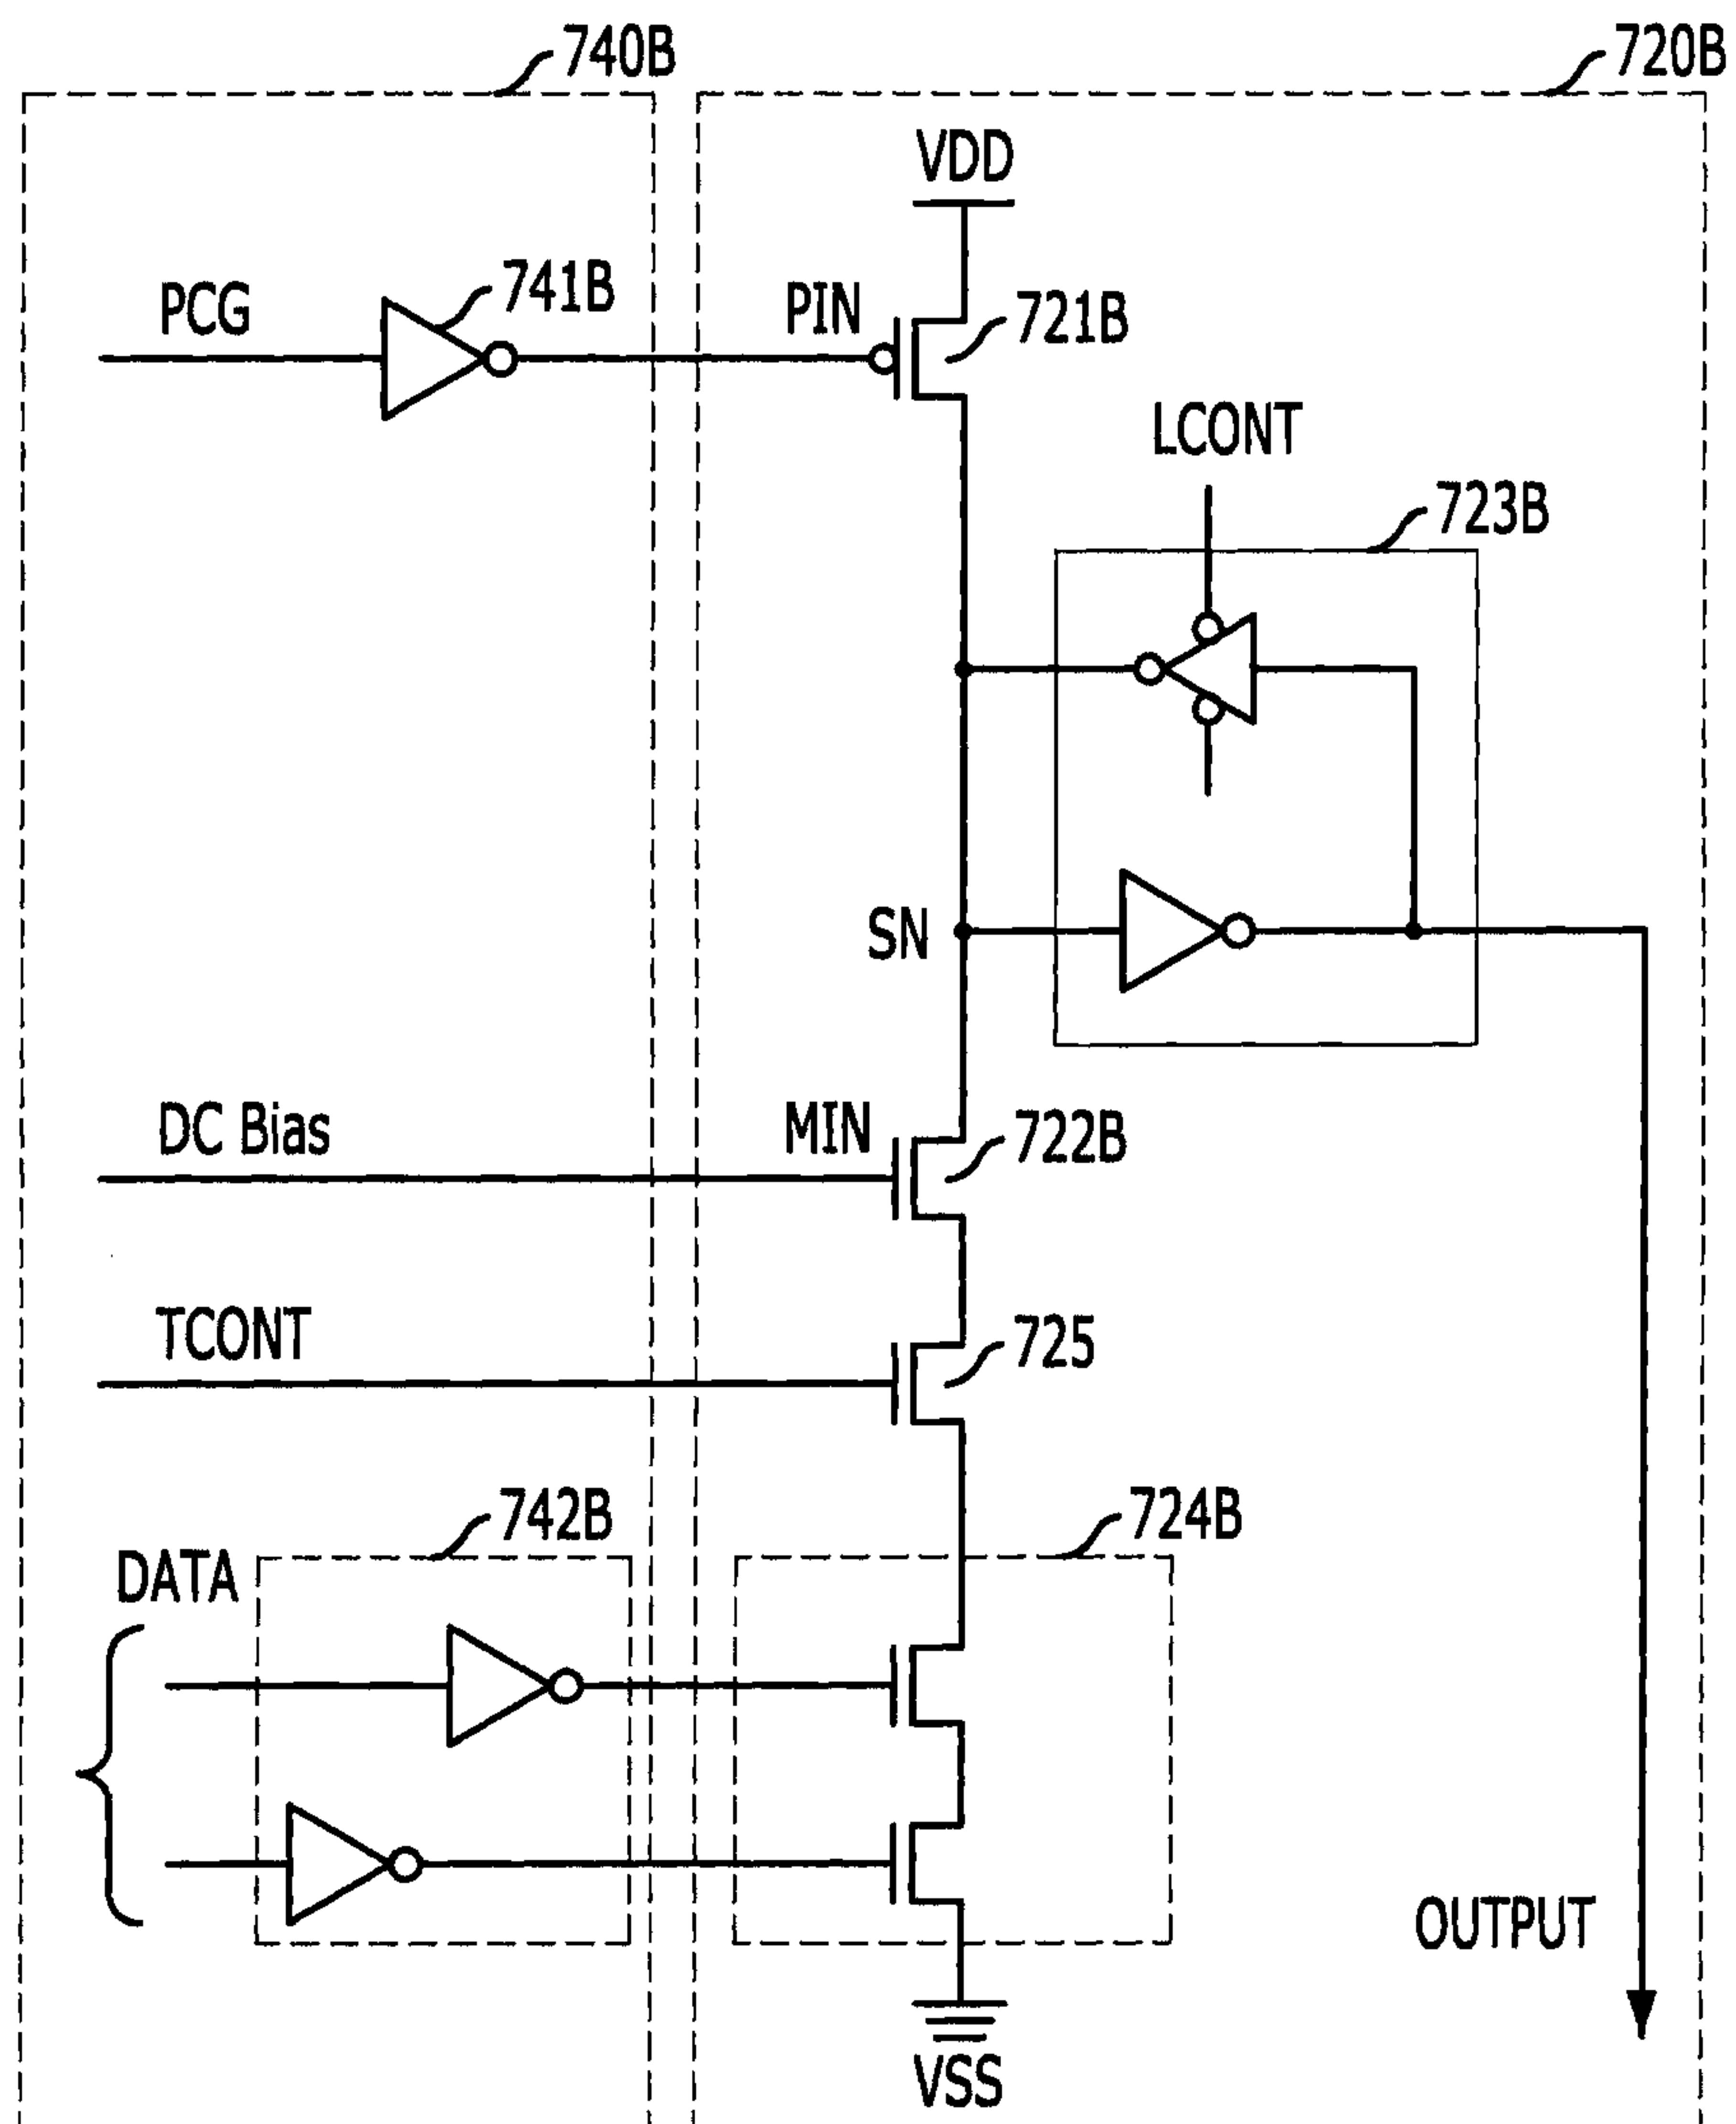 740B
720B
VDD
PCG
741B
PIN
721B
LCONT
723B
SN
DC Bias
MIN
722B
TCONT
725
742B
724B
DATA
OUTPUT
VSS